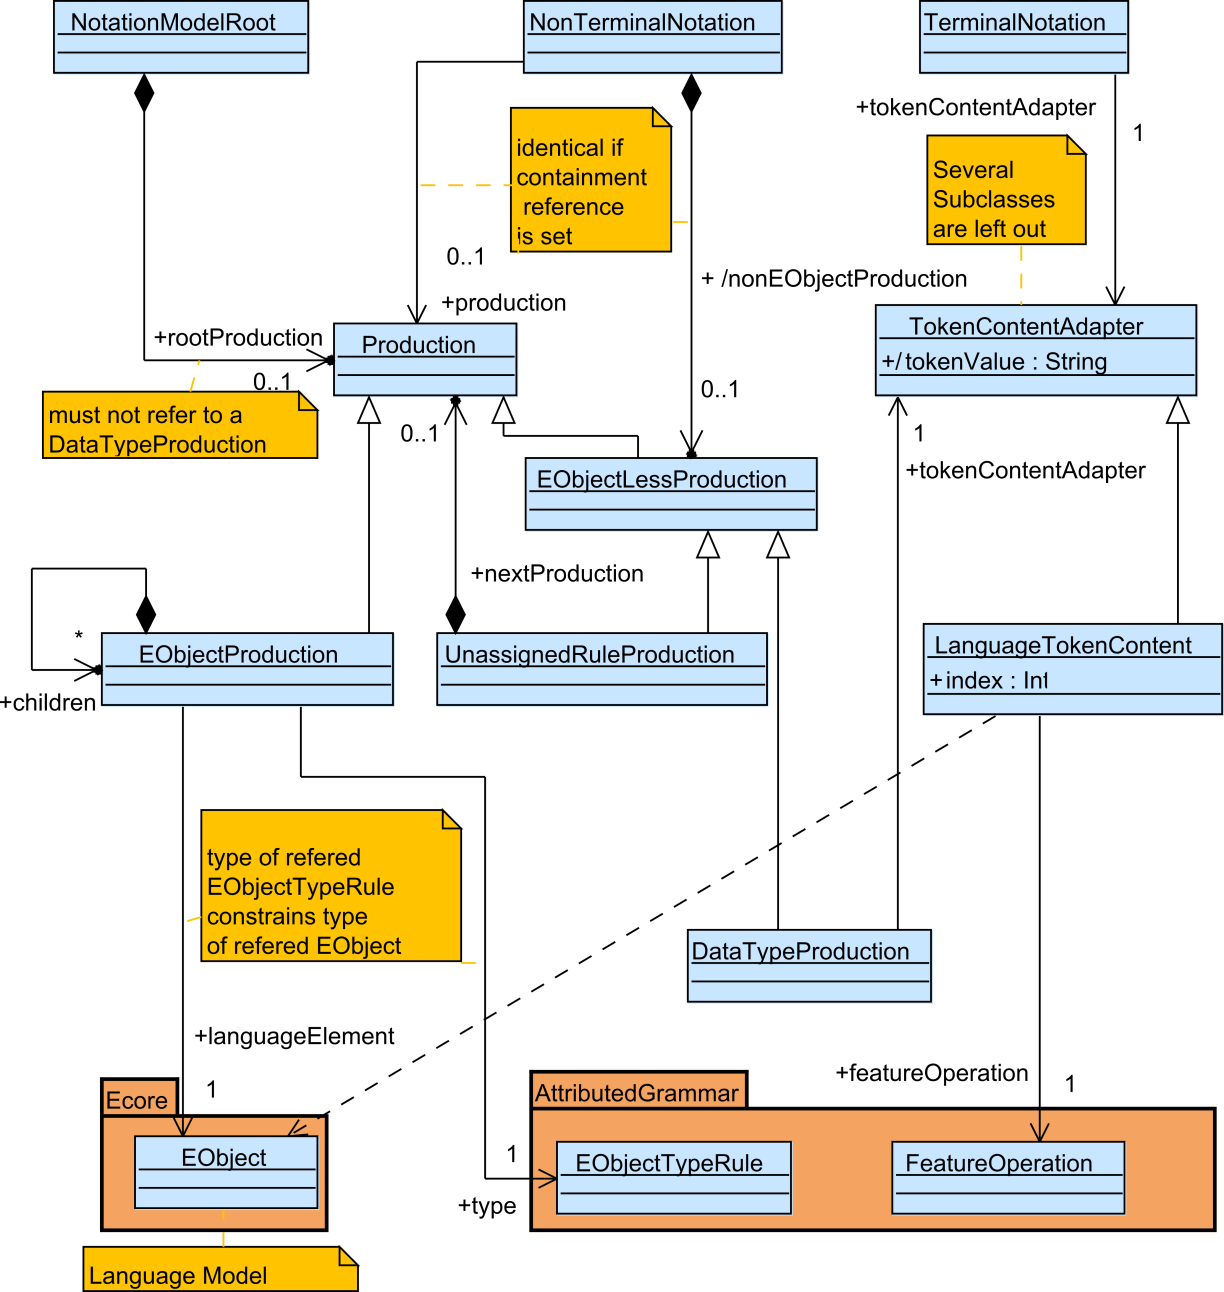 NotationModelRoot
NonTerminalNotation
TerminalNotation
+tokenContentAdapter
1
identical if
containment
reference
is set
Several
Subclasses
are left out
0..1
+ /nonEObjectProduction
+production
+rootProduction
Production
TokenContentAdapter
+/ tokenValue : String
0..1
0..1
must not refer to a
DataTypeProduction
0..1
1
+tokenContentAdapter
EObjectLessProduction
+nextProduction
*
EObjectProduction
UnassignedRuleProduction
LanguageTokenContent
+index : Int
+children
type of refered
EObjectTypeRule
constrains type
of refered EObject
DataTypeProduction
+languageElement
1
+featureOperation
1
Ecore
AttributedGrammar
EObject
1
EObjectTypeRule
FeatureOperation
+type
Language Model